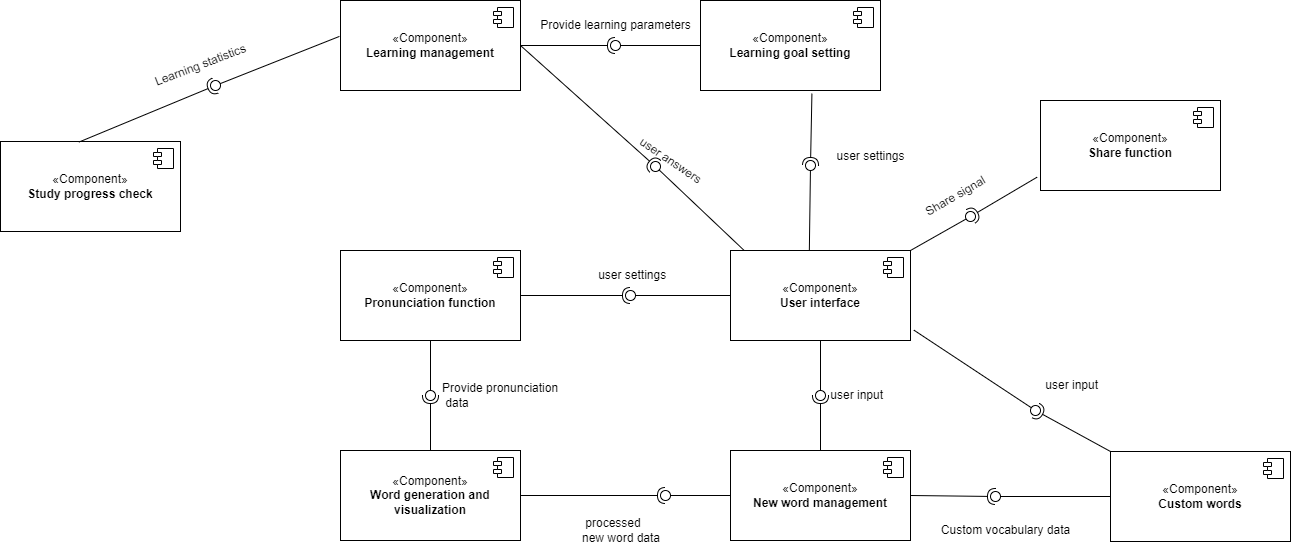 «Component»
Learning management
Provide learning parameters
«Component»
Learning goal setting
Learning statistics
«Component»
Share function
user answers
user settings
«Component»
Study progress check
Share signal
«Component»
Pronunciation function
user settings
«Component»
User interface
Provide pronunciation
data
user input
user input
«Component»
Word generation and
visualization
«Component»
New word management
«Component»
Custom words
processed
new word data
Custom vocabulary data